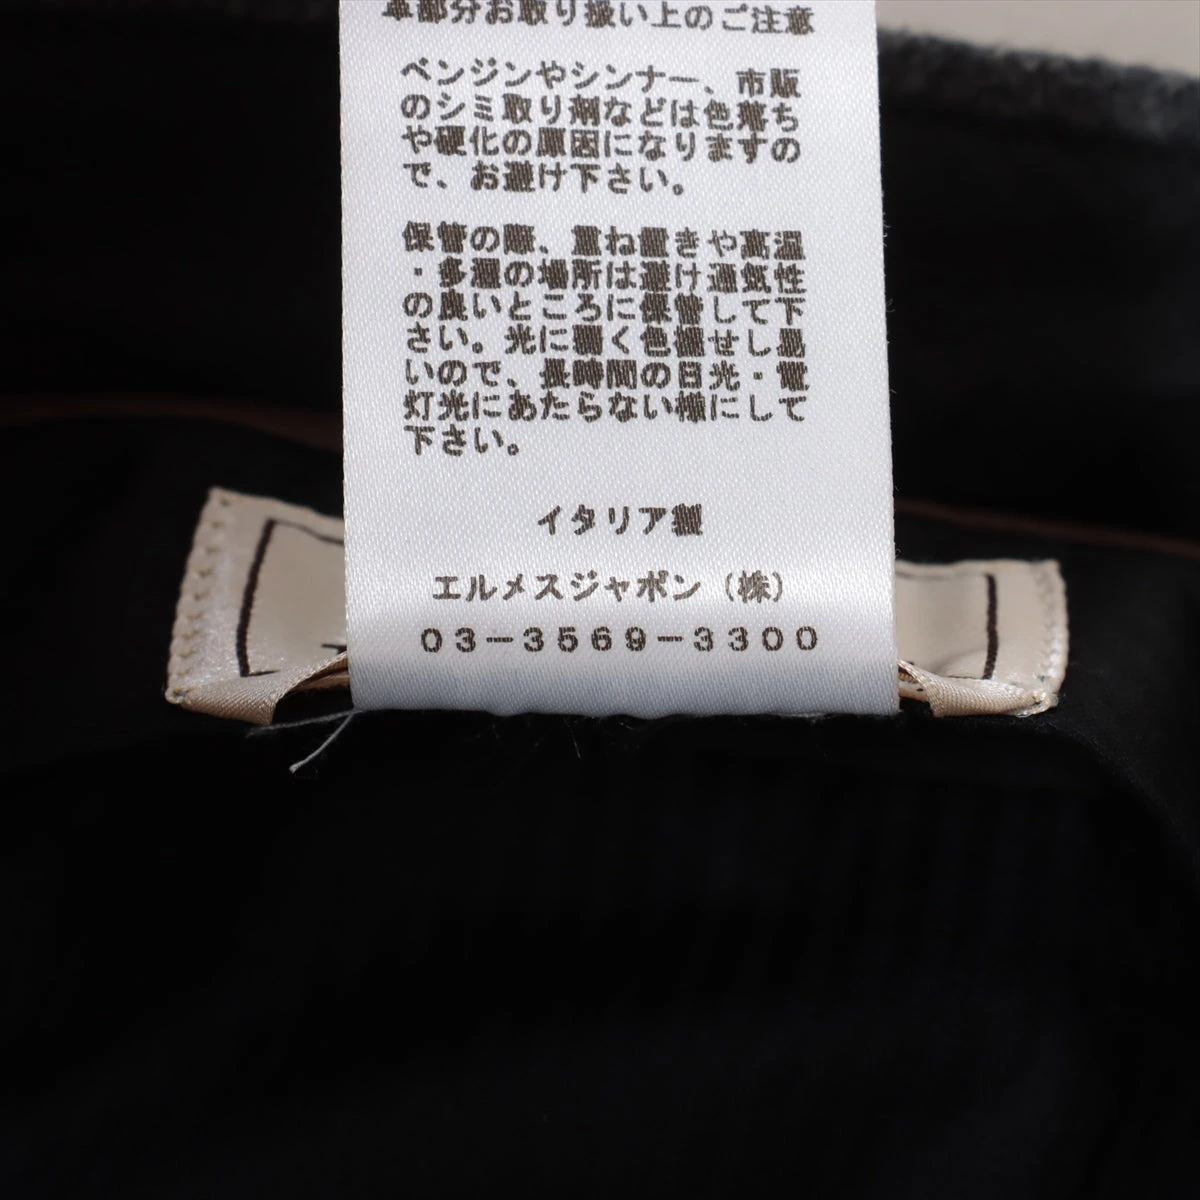 革部分お取り扱い上のご注意
ベンジンやシンナー、市販
のシミ取り剤などは色落ち
や硬化の原因になりますの
で、お避け下さい。
保管の際、重ね置きや高温
・多湿の場所は避け通気性
の良いところに保管して下
さい。光に弱く色褪せし易
いので、長時間の日光・電
灯光にあたらない様にして
下さい。
イタリア製
エルメスジャポン(株)
03-3569-3300